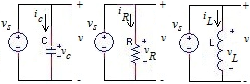 v_s i_c + C v_c - v
v_s i_R + R v_R - v
v_s i_L + L v_L - v